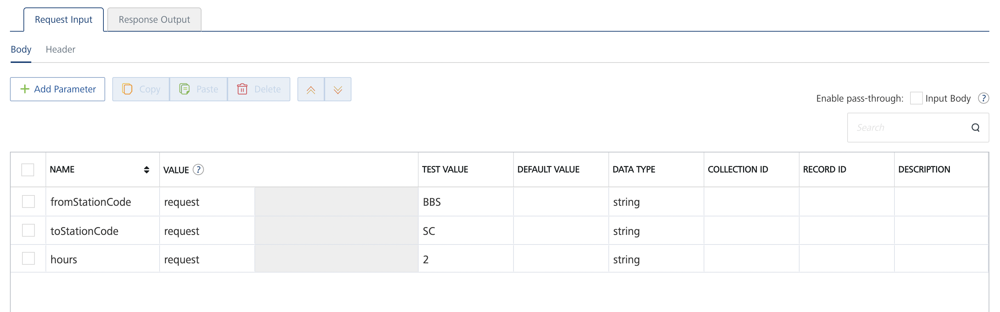 Request Input Response Output
Body Header
Add Parameter Copy Paste Delete
Enable pass-through: Input Body ?
Search
NAME VALUE ? TEST VALUE DEFAULT VALUE DATA TYPE COLLECTION ID RECORD ID DESCRIPTION
fromStationCode request BBS string
toStationCode request SC string
hours request 2 string